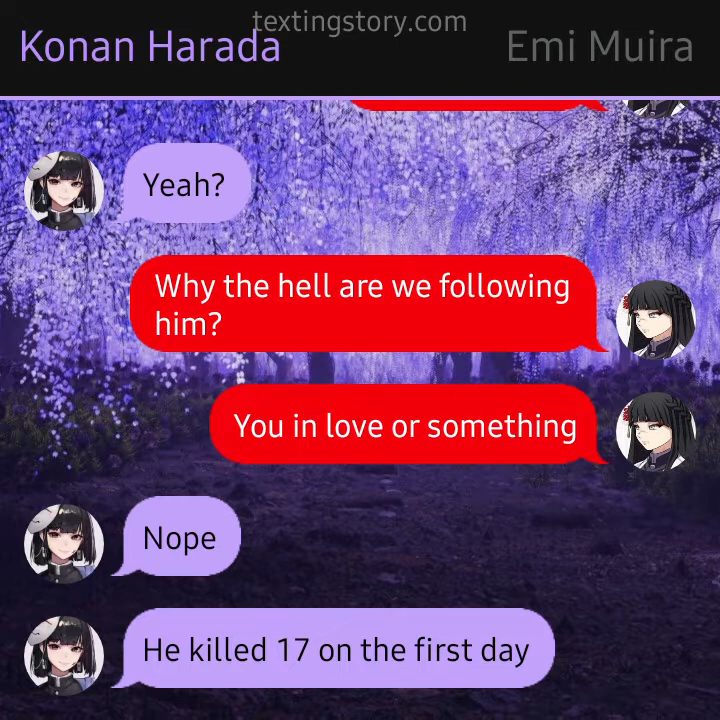 textingstory.com
Konan Harada
Emi Muira
Yeah?
Why the hell are we following
him?
You in love or something
Nope
He killed 17 on the first day